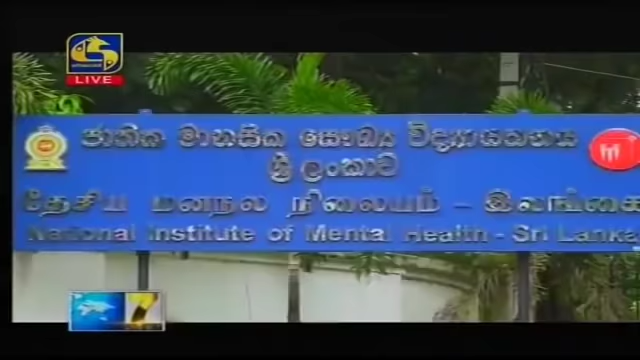 LIVE
ජාතික මානසික සෞඛ්‍ය විද්‍යායතනය
ශ්‍රී ලංකාව
தேசிய மனநல நிலையம் - இலங்கை
National Institute of Mental Health - Sri Lanka